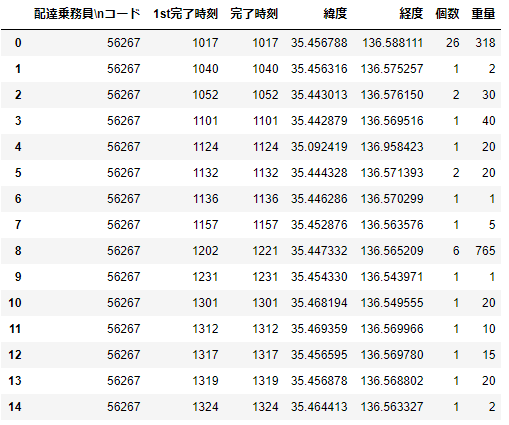 配達乗務員\nコード 1st完了時刻 完了時刻 緯度 経度 個数 重量
0 56267 1017 1017 35.456788 136.588111 26 318
1 56267 1040 1040 35.456316 136.575257 1 2
2 56267 1052 1052 35.443013 136.576150 2 30
3 56267 1101 1101 35.442879 136.569516 1 40
4 56267 1124 1124 35.092419 136.958423 1 20
5 56267 1132 1132 35.444328 136.571393 2 20
6 56267 1136 1136 35.446286 136.570299 1 1
7 56267 1157 1157 35.452876 136.563576 1 5
8 56267 1202 1221 35.447332 136.565209 6 765
9 56267 1231 1231 35.454330 136.543971 1 1
10 56267 1301 1301 35.468194 136.549555 1 20
11 56267 1312 1312 35.469359 136.569966 1 10
12 56267 1317 1317 35.456595 136.569780 1 15
13 56267 1319 1319 35.456878 136.568802 1 20
14 56267 1324 1324 35.464413 136.563327 1 2